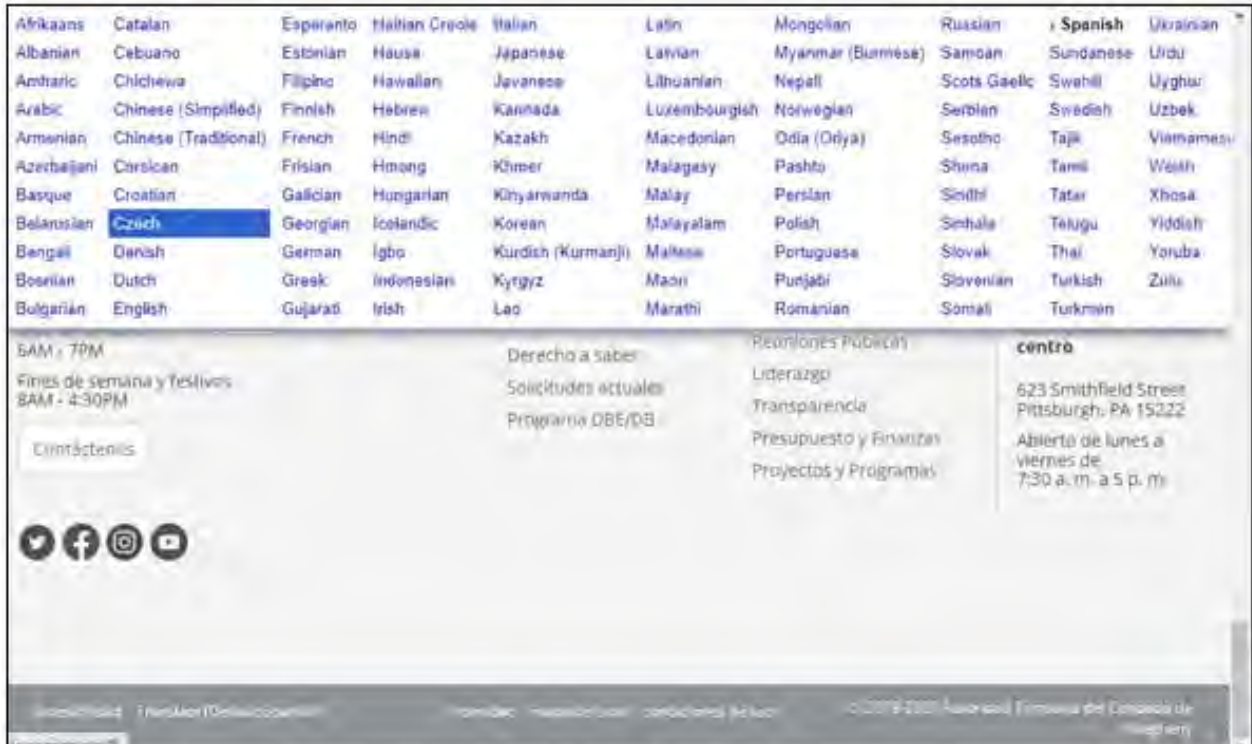 Afrikaans Catalan Esperanto Haitian Creole Italian Latin Mongolian Russian › Spanish Ukrainian
Albanian Cebuano Estonian Hausa Japanese Latvian Myanmar (Burmese) Samoan Sundanese Urdu
Amharic Chichewa Filipino Hawaiian Javanese Lithuanian Nepali Scots Gaelic Swahili Uyghur
Arabic Chinese (Simplified) Finnish Hebrew Kannada Luxembourgish Norwegian Serbian Swedish Uzbek
Armenian Chinese (Traditional) French Hindi Kazakh Macedonian Odia (Oriya) Sesotho Tajik Vietnamese
Azerbaijani Corsican Frisian Hmong Khmer Malagasy Pashto Shona Tamil Welsh
Basque Croatian Galician Hungarian Kinyarwanda Malay Persian Sindhi Tatar Xhosa
Belarusian Czech Georgian Icelandic Korean Malayalam Polish Sinhala Telugu Yiddish
Bengali Danish German Igbo Kurdish (Kurmanji) Maltese Portuguese Slovak Thai Yoruba
Bosnian Dutch Greek Indonesian Kyrgyz Maori Punjabi Slovenian Turkish Zulu
Bulgarian English Gujarati Irish Lao Marathi Romanian Somali Turkmen
6AM - 7PM
Fines de semana y festivos
8AM - 4:30PM
Contáctenos
Derecho a saber
Solicitudes actuales
Programa DBE/DB
Reuniones Públicas
Liderazgo
Transparencia
Presupuesto y Finanzas
Proyectos y Programas
centro
623 Smithfield Street
Pittsburgh, PA 15222
Abierto de lunes a
viernes de
7:30 a. m. a 5 p. m.